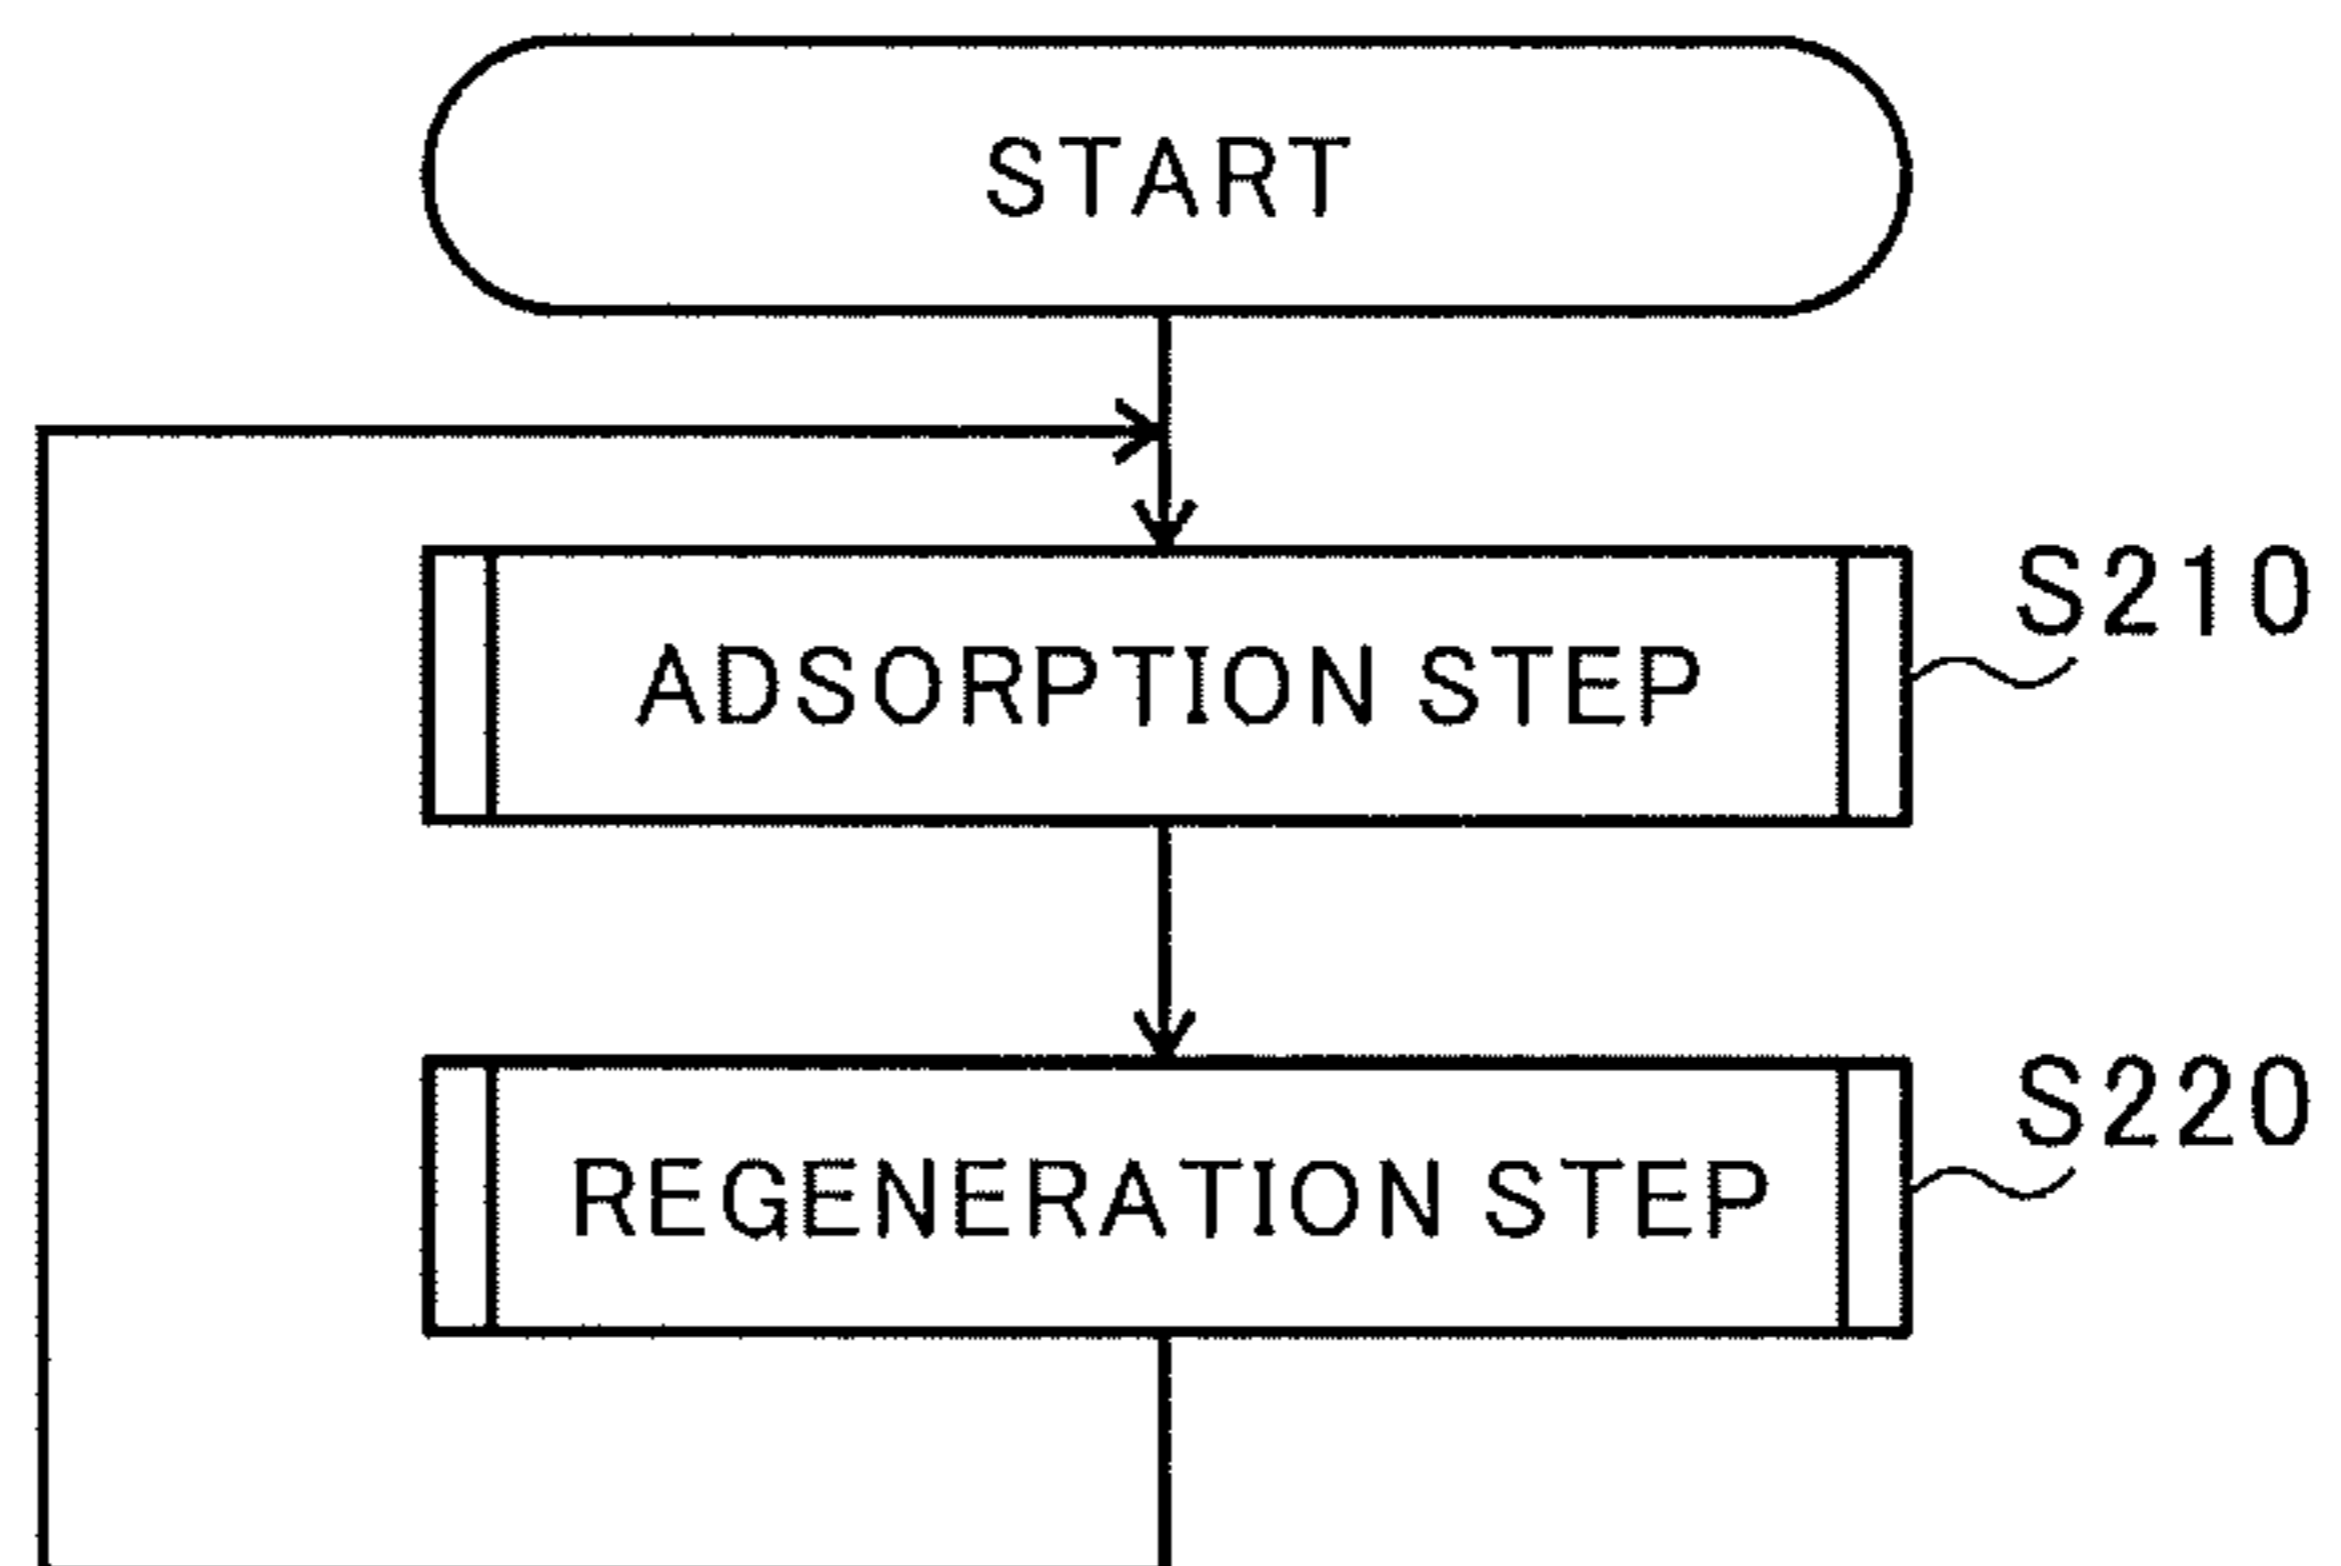 START
S210
ADSORPTION STEP
S220
REGENERATION STEP